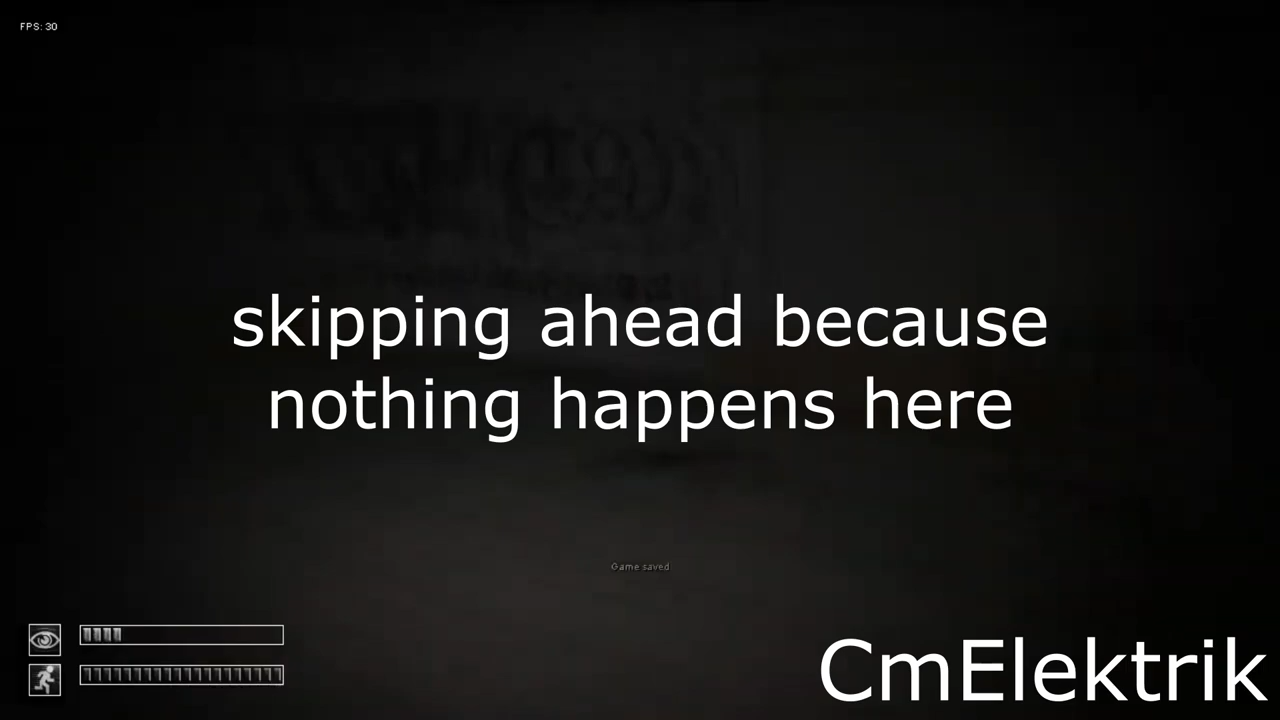 FPS: 30
skipping ahead because
nothing happens here
Game saved
CmElektrik